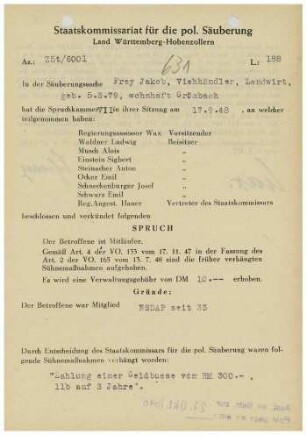 Staatskommissariat für die pol. Säuberung
Land Württemberg-Hohenzollern
Az.: Z5t/6001 L.: 188
631
In der Säuberungssache Frey Jakob, Viehhändler, Landwirt,
geb. 5.8.79, wohnhaft Grösbach
hat die Spruchkammer VII in ihrer Sitzung am 17.9.48, an welcher
teilgenommen haben:
Regierungsassessor Wax Vorsitzender
Waldner Ludwig Beisitzer
Musch Alois "
Einstein Sigbert "
Steinacher Anton "
Ocker Emil "
Schneckenburger Josef "
Schwarz Emil "
Reg.Angest. Haner Vertreter des Staatskommissars
beschlossen und verkündet folgenden
SPRUCH
Der Betroffene ist Mitläufer.
Gemäß Art. 4 der VO. 133 vom 17. 11. 47 in der Fassung des
Art. 2 der VO. 165 vom 13. 7. 48 sind die früher verhängten
Sühnemaßnahmen aufgehoben.
Es wird eine Verwaltungsgebühr von DM 10.-- erhoben.
Gründe:
Der Betroffene war Mitglied NSDAP seit 33
Durch Entscheidung des Staatskommissars für die pol. Säuberung waren fol-
gende Sühnemaßnahmen verhängt worden:
"Zahlung einer Geldbusse von RM 300.-,
11b auf 3 Jahre".